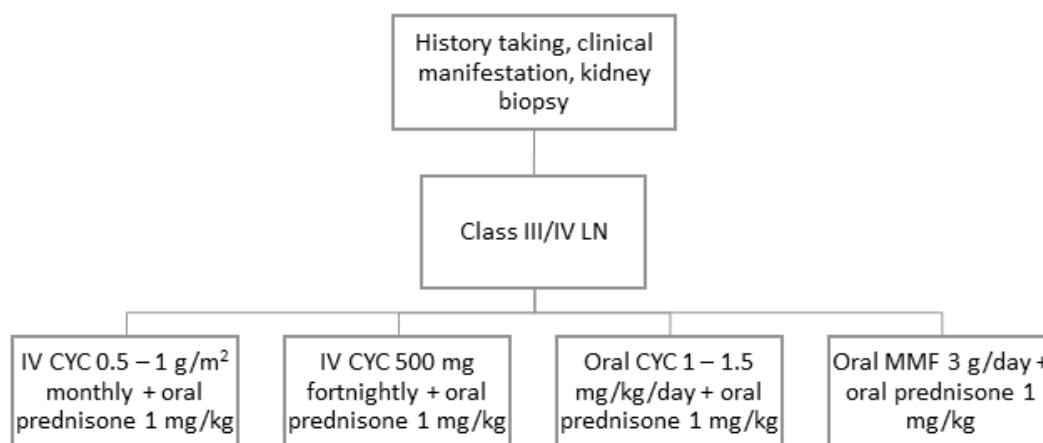 History taking, clinical
manifestation, kidney
biopsy
Class III/IV LN
IV CYC 0.5 – 1 g/m²
monthly + oral
prednisone 1 mg/kg
IV CYC 500 mg
fortnightly + oral
prednisone 1 mg/kg
Oral CYC 1 – 1.5
mg/kg/day + oral
prednisone 1 mg/kg
Oral MMF 3 g/day +
oral prednisone 1
mg/kg